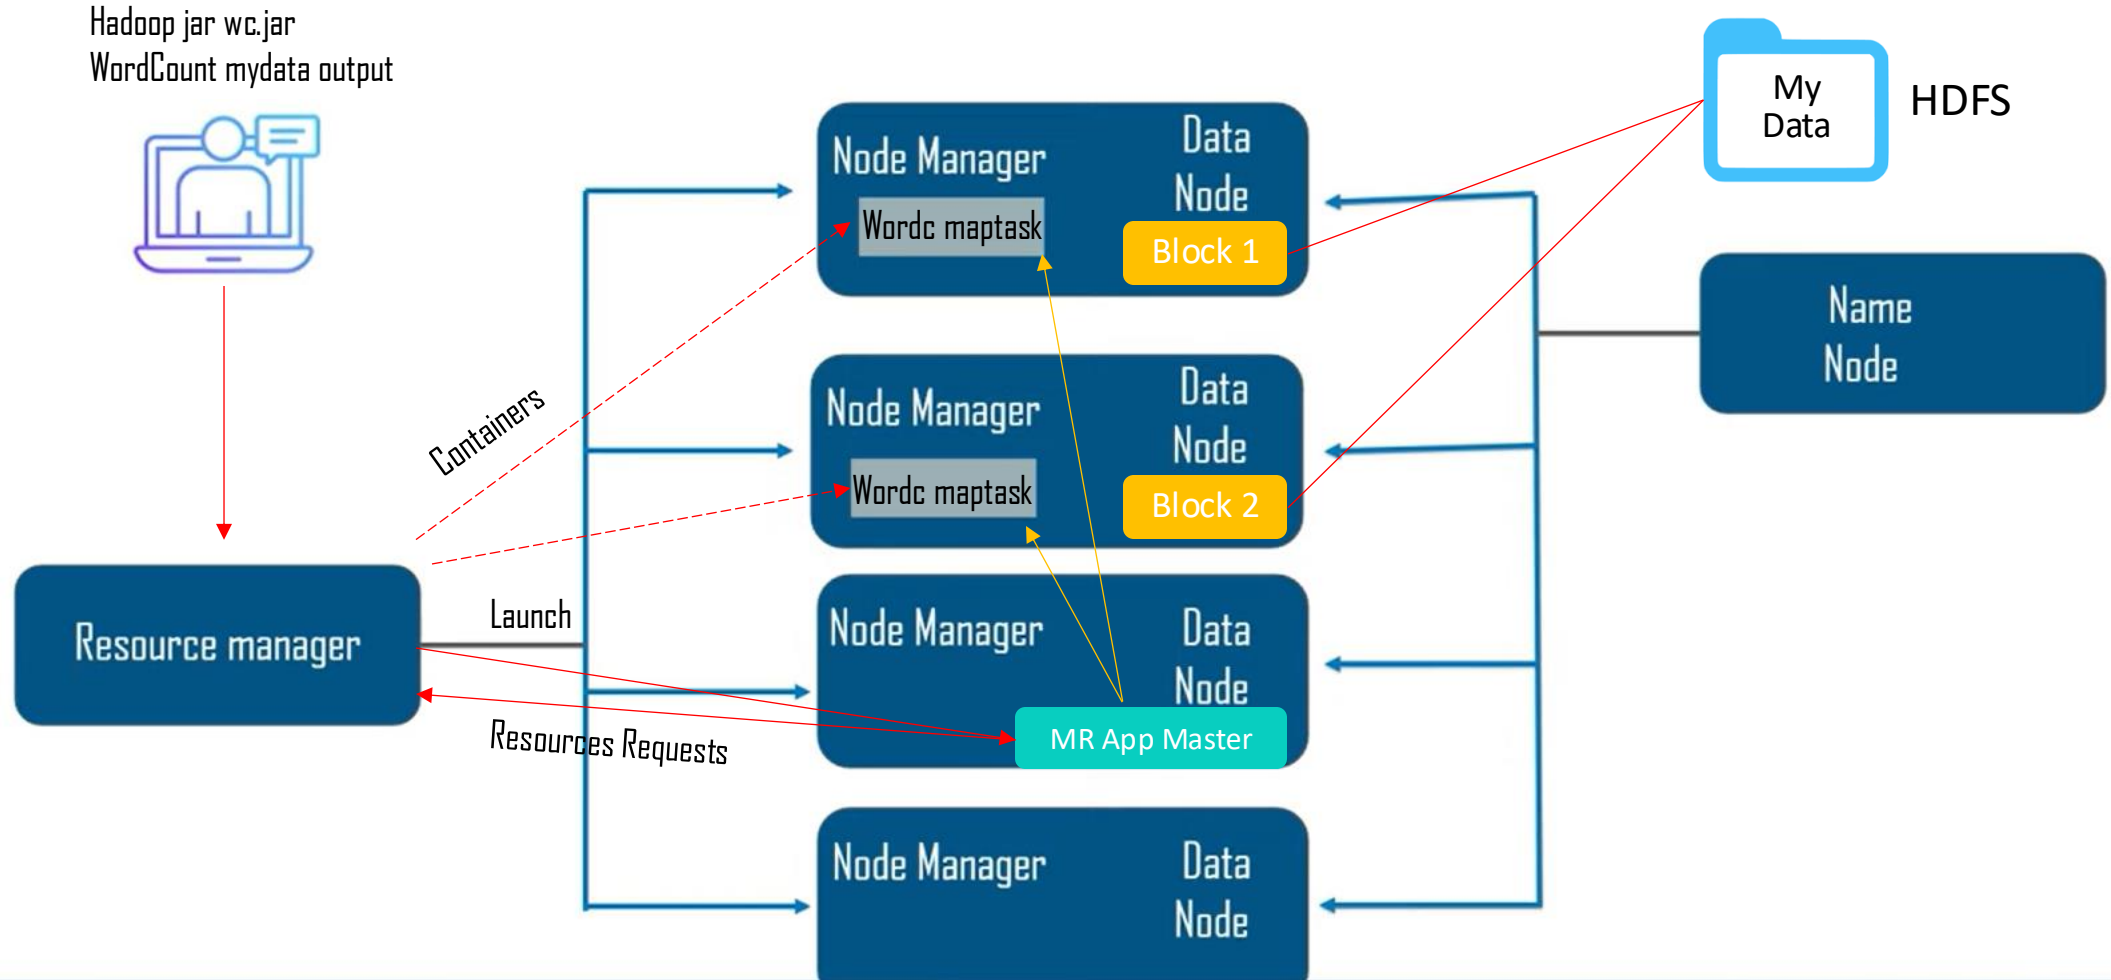 Hadoop jar wc.jar
WordCount mydata output
My
Data
HDFS
Node Manager
Data
Node
Wordc maptask
Block 1
Name
Node
Containers
Node Manager
Data
Node
Wordc maptask
Block 2
Resource manager
Launch
Resources Requests
Node Manager
Data
Node
MR App Master
Node Manager
Data
Node